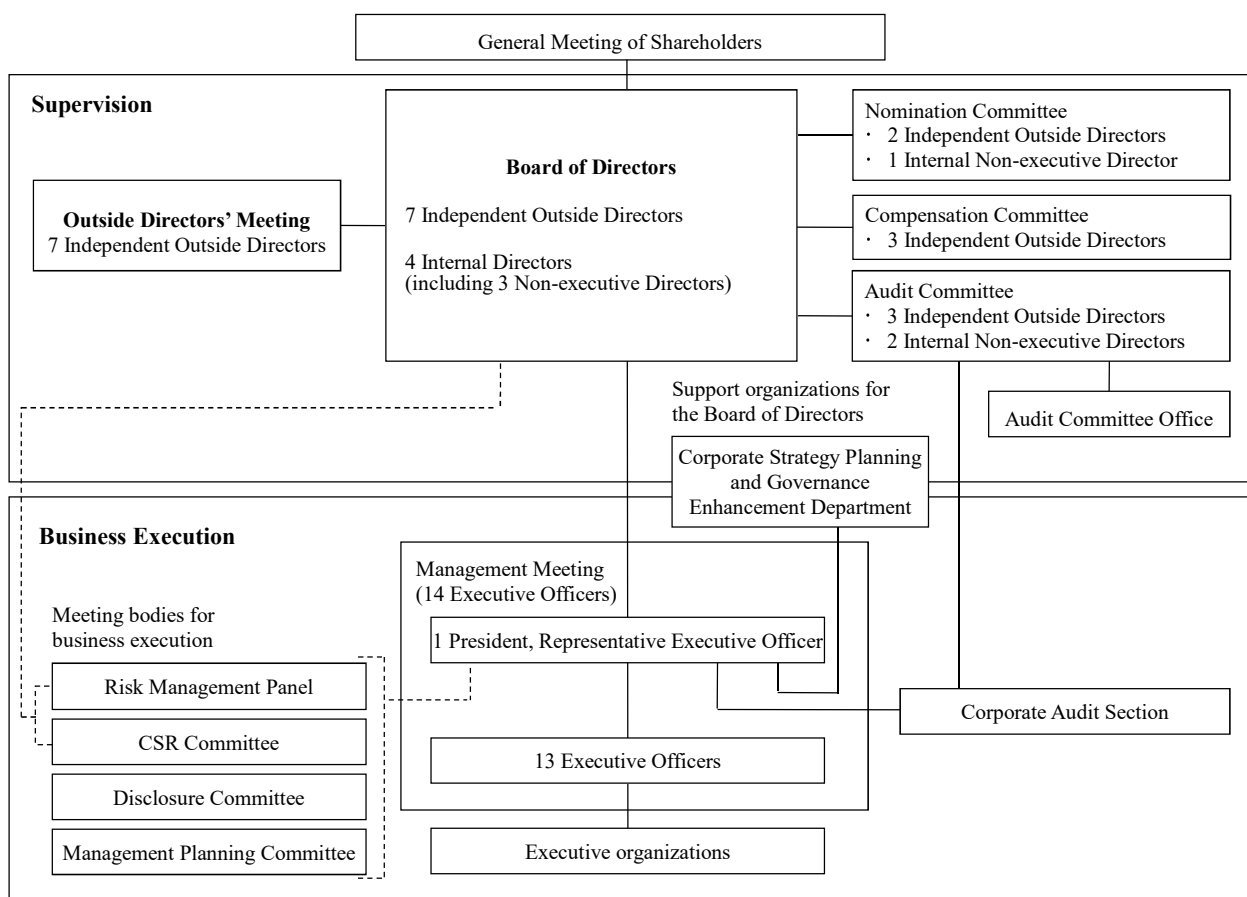 General Meeting of Shareholders
Supervision
Board of Directors
7 Independent Outside Directors
4 Internal Directors
(including 3 Non-executive Directors)
Outside Directors’ Meeting
7 Independent Outside Directors
Nomination Committee
・ 2 Independent Outside Directors
・ 1 Internal Non-executive Director
Compensation Committee
・ 3 Independent Outside Directors
Audit Committee
・ 3 Independent Outside Directors
・ 2 Internal Non-executive Directors
Audit Committee Office
Support organizations for
the Board of Directors
Corporate Strategy Planning
and Governance
Enhancement Department
Business Execution
Management Meeting
(14 Executive Officers)
1 President, Representative Executive Officer
13 Executive Officers
Executive organizations
Corporate Audit Section
Meeting bodies for
business execution
Risk Management Panel
CSR Committee
Disclosure Committee
Management Planning Committee